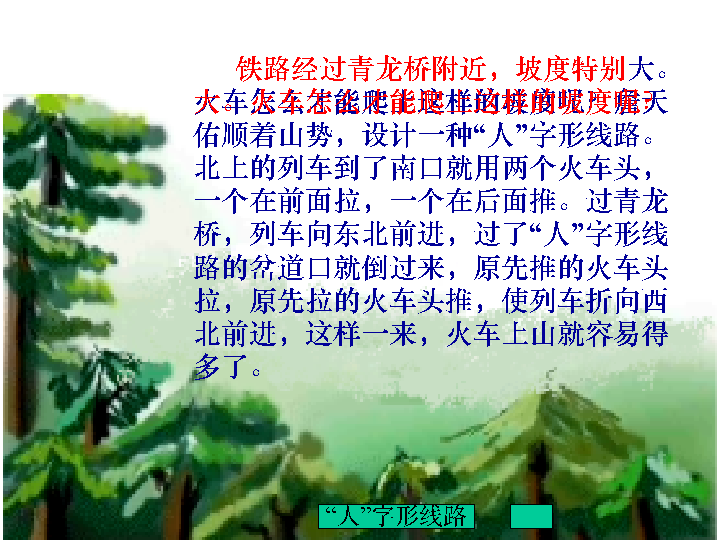 铁路经过青龙桥附近，坡度特别大。
火车怎么才能爬上这样的 呢？詹天
佑顺着山势，设计一种“人”字形线路。
北上的列车到了南口就用两个火车头，
一个在前面拉，一个在后面推。过青龙
桥，列车向东北前进，过了“人”字形线
路的岔道口就倒过来，原先推的火车头
拉，原先拉的火车头推，使列车折向西
北前进，这样一来，火车上山就容易得
多了。
“人”字形线路